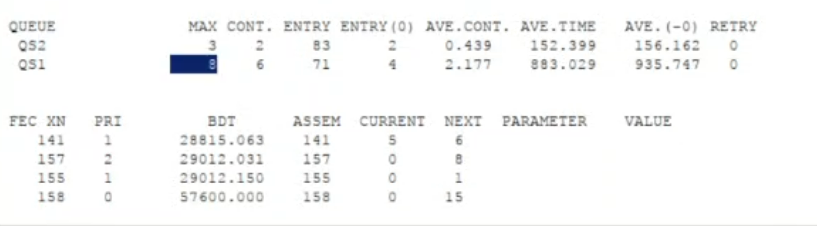 QUEUE MAX CONT. ENTRY ENTRY(0) AVE.CONT. AVE.TIME AVE.(-0) RETRY
QS2 3 2 83 2 0.439 152.399 156.162 0
QS1 8 6 71 4 2.177 883.029 935.747 0
FEC XN PRI BDT ASSEM CURRENT NEXT PARAMETER VALUE
141 1 28815.063 141 5 6
157 2 29012.031 157 0 8
155 1 29012.150 155 0 1
158 0 57600.000 158 0 15